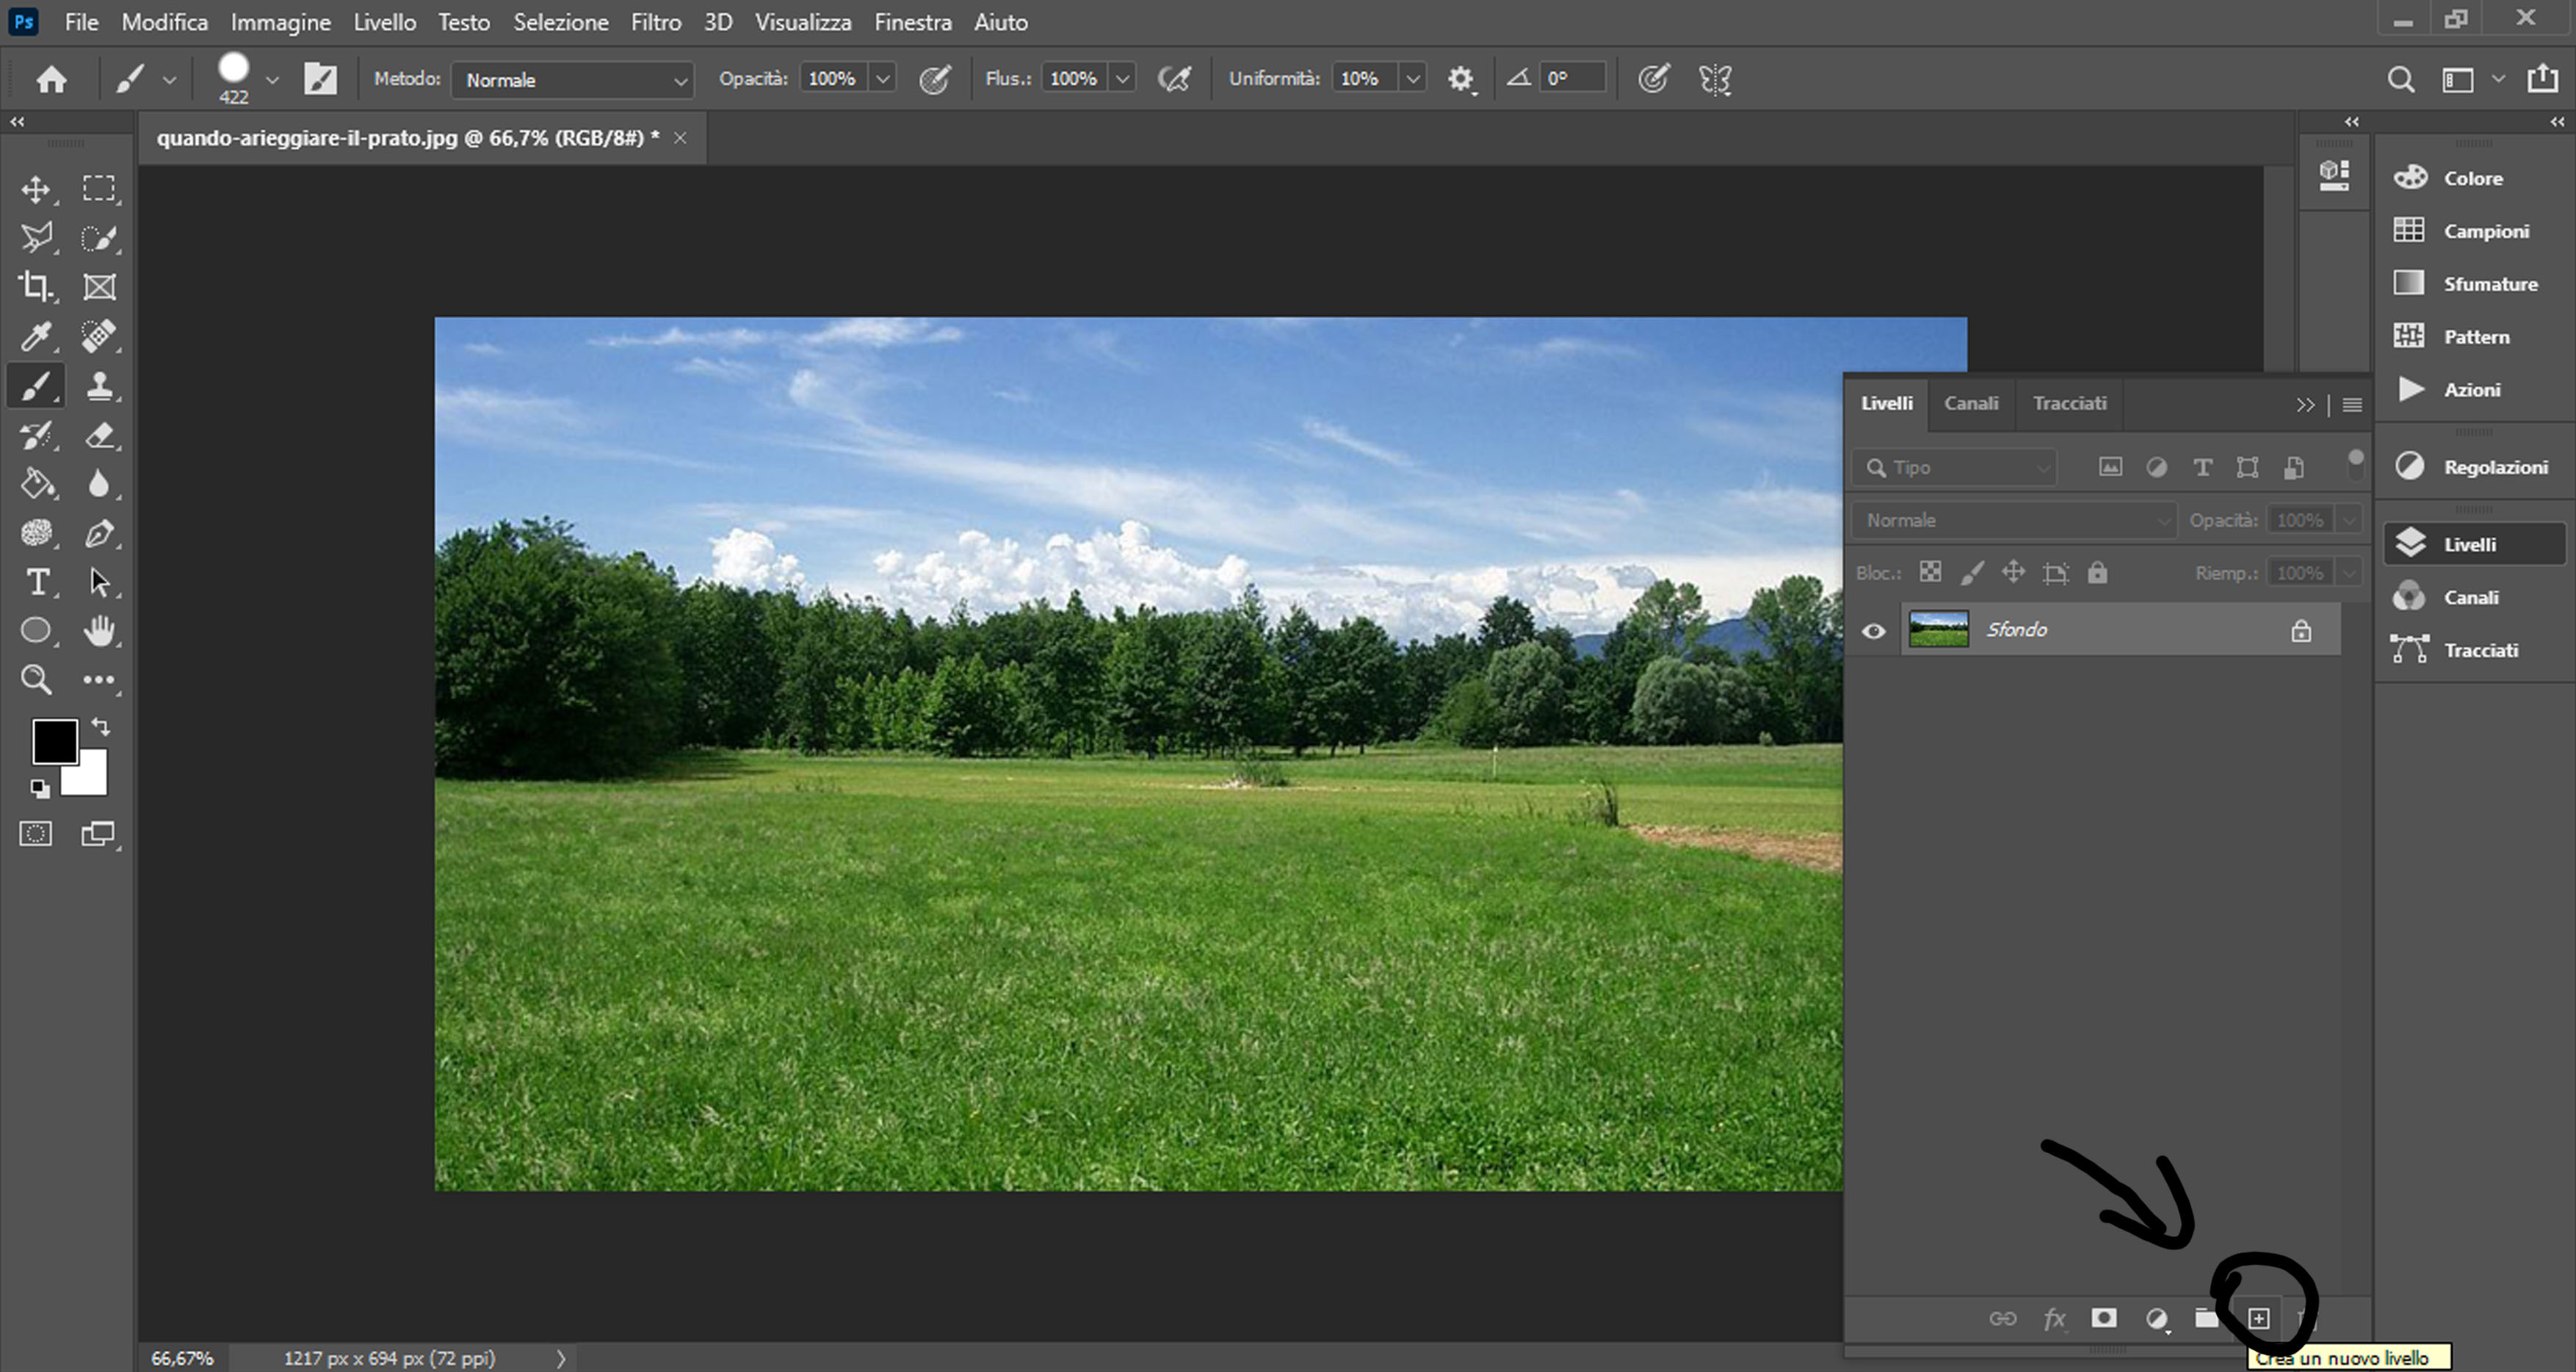 Ps File Modifica Immagine Livello Testo Selezione Filtro 3D Visualizza Finestra Aiuto
422 Metodo: Normale Opacità: 100% Flus.: 100% Uniformità: 10% 0°
quando-arieggiare-il-prato.jpg @ 66,7% (RGB/8#) * ×
Colore
Campioni
Sfumature
Pattern
Azioni
Regolazioni
Livelli
Canali
Tracciati
Livelli Canali Tracciati
Tipo
Normale Opacità: 100%
Bloc.: Riemp.: 100%
Sfondo
fx
Crea un nuovo livello
66,67% 1217 px x 694 px (72 ppi)